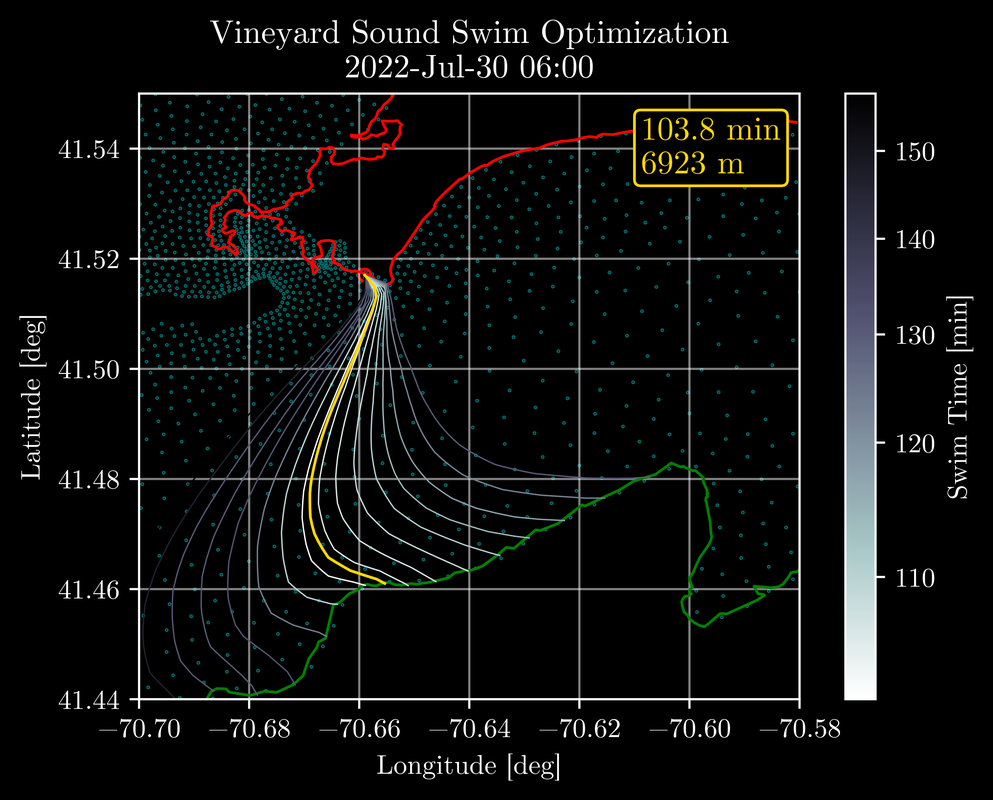 Vineyard Sound Swim Optimization
2022-Jul-30 06:00
103.8 min
6923 m
41.54
41.52
41.50
41.48
41.46
41.44
Latitude [deg]
−70.70 −70.68 −70.66 −70.64 −70.62 −70.60 −70.58
Longitude [deg]
150
140
130
120
110
Swim Time [min]